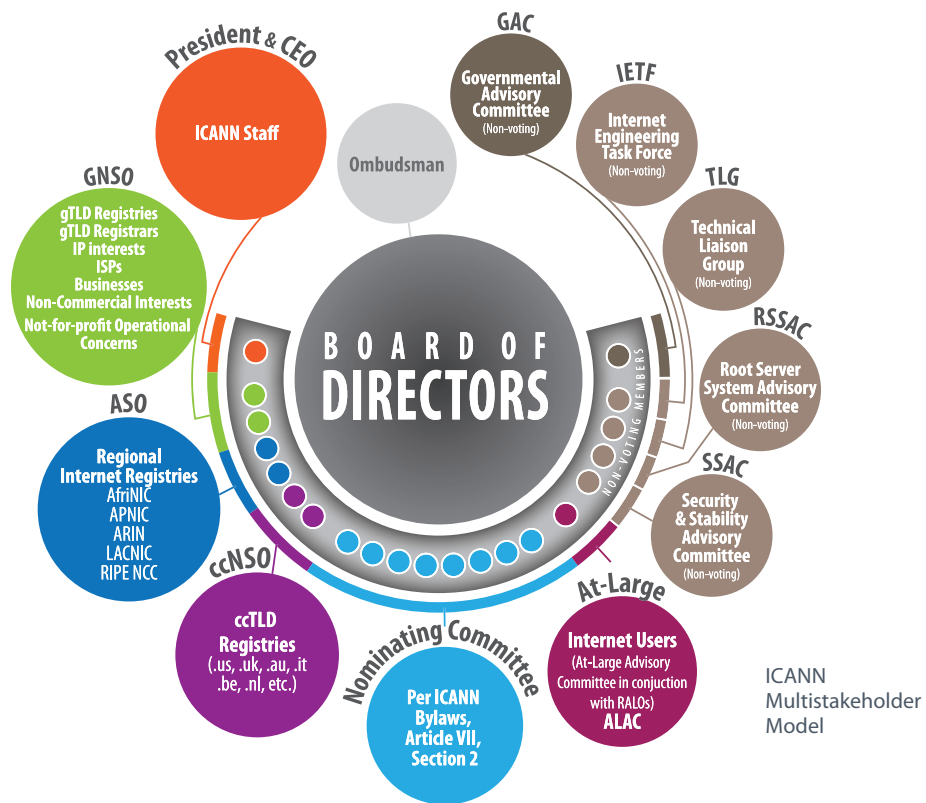 President & CEO
ICANN Staff
Ombudsman
GAC
Governmental
Advisory
Committee
(Non-voting)
IETF
Internet
Engineering
Task Force
(Non-voting)
TLG
Technical
Liaison
Group
(Non-voting)
RSSAC
Root Server
System Advisory
Committee
(Non-voting)
SSAC
Security
& Stability
Advisory
Committee
(Non-voting)
At-Large
Internet Users
(At-Large Advisory
Committee in conjunction
with RALOs)
ALAC
Nominating Committee
Per ICANN
Bylaws,
Article VII,
Section 2
ccNSO
ccTLD
Registries
(.us, .uk, .au, .it
.be, .nl, etc.)
ASO
Regional
Internet Registries
AfriNIC
APNIC
ARIN
LACNIC
RIPE NCC
GNSO
gTLD Registries
gTLD Registrars
IP interests
ISPs
Businesses
Non-Commercial Interests
Not-for-profit Operational
Concerns
BOARD OF
DIRECTORS
NON-VOTING MEMBERS
ICANN
Multistakeholder
Model